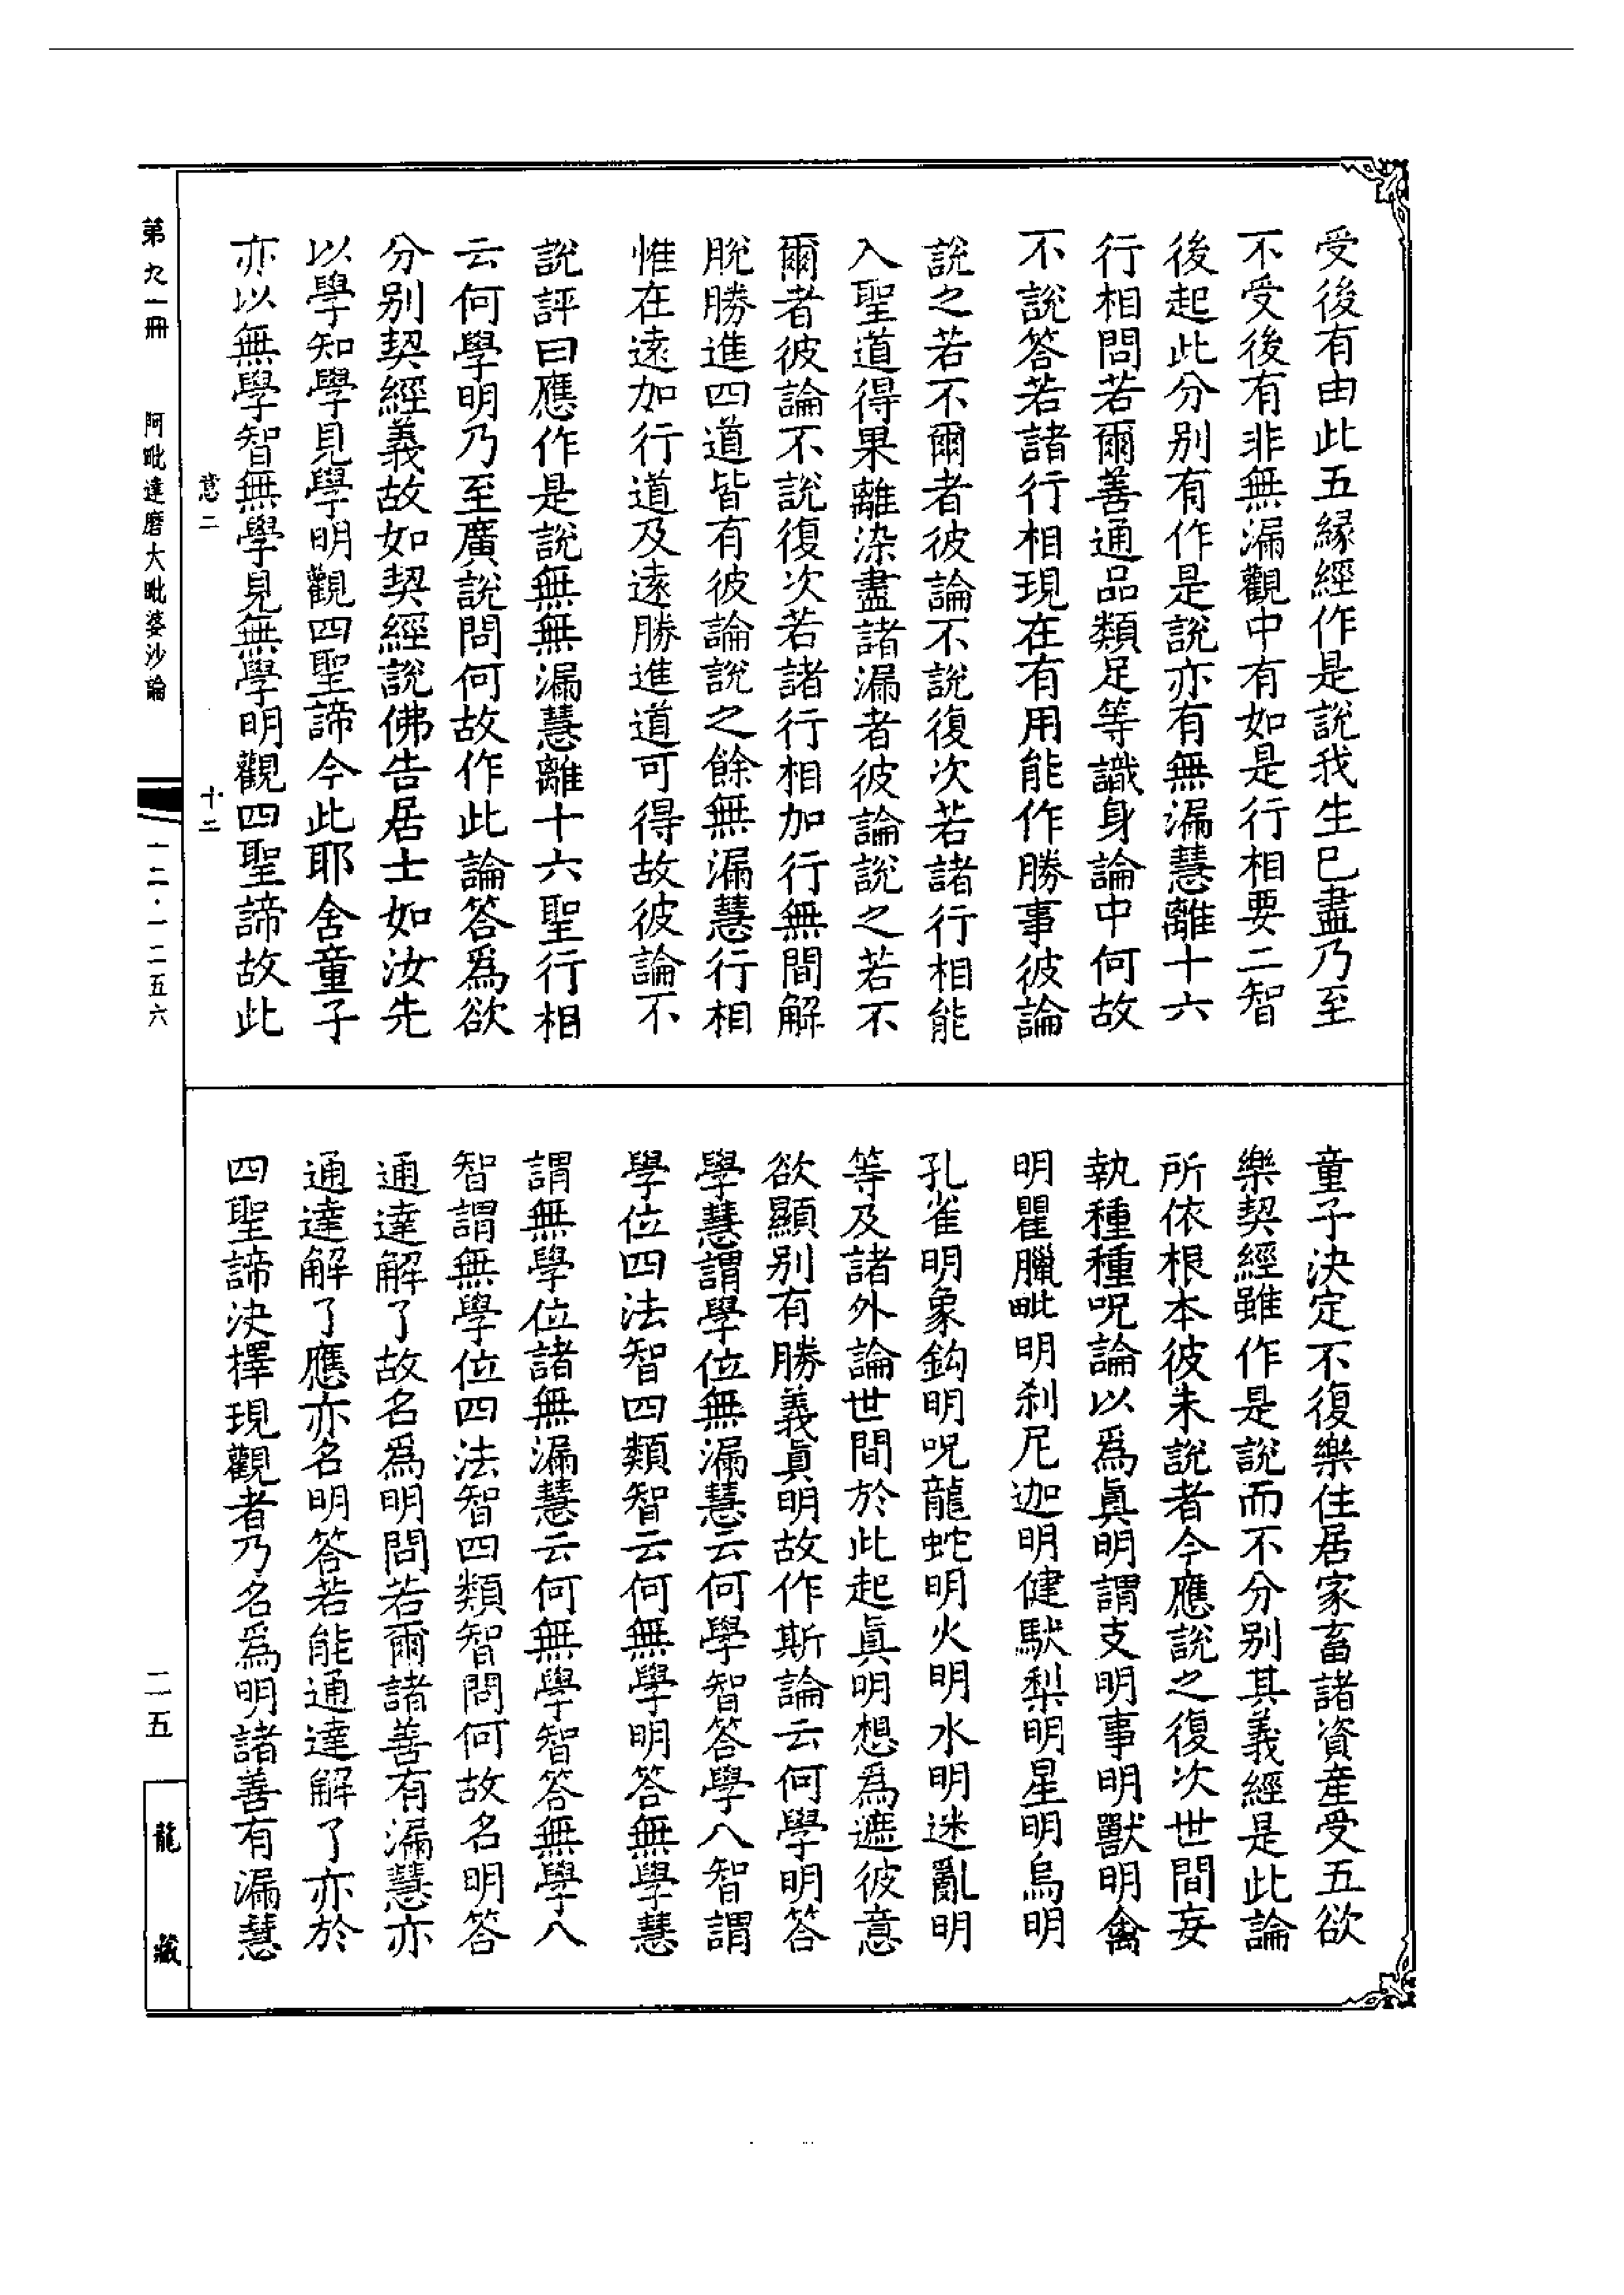 受後有由此五緣經作是說我生已盡乃至
不受後有非無漏觀中有如是行相要二智
後起此分別有作是說亦有無漏慧離十六
行相問若爾善通品類足等識身論中何故
不說答若諸行相現在有用能作勝事彼論
說之若不爾者彼論不說復次若諸行相能
入聖道得果離染盡諸漏者彼論說之若不
爾者彼論不說復次若諸行相加行無間解
脫勝進四道皆有彼論說之餘無漏慧行相
惟在遠加行道及遠勝進道可得故彼論不
說評曰應作是說無無漏慧離十六聖行相
云何學明乃至廣說問何故作此論答為欲
分別契經義故如契經說佛告居士如汝先
以學知學見學明觀四聖諦今此耶舍童子
亦以無學智無學見無學明觀四聖諦故此
童子決定不復樂住居家畜諸資產受五欲
樂契經雖作是說而不分別其義經是此論
所依根本彼未說者今應說之復次世間妄
執種種呪論以為眞明謂支明事明獸明禽
明瞿臘毗明剎尼迦明健馱梨明星明烏明
孔雀明象鉤明呪龍蛇明火明水明迷亂明
等及諸外論世間於此起眞明想為遮彼意
欲顯別有勝義眞明故作斯論云何學明答
學慧謂學位無漏慧云何學智答學八智謂
學位四法智四類智云何無學明答無學慧
謂無學位諸無漏慧云何無學智答無學八
智謂無學位四法智四類智問何故名明答
通達解了故名為明問若爾諸善有漏慧亦
通達解了應亦名明答若能通達解了亦於
四聖諦決擇現觀者乃名為明諸善有漏慧
意二 十二
第九一冊 阿毗達磨大毗婆沙論 一二·一二五六
二五
龍藏